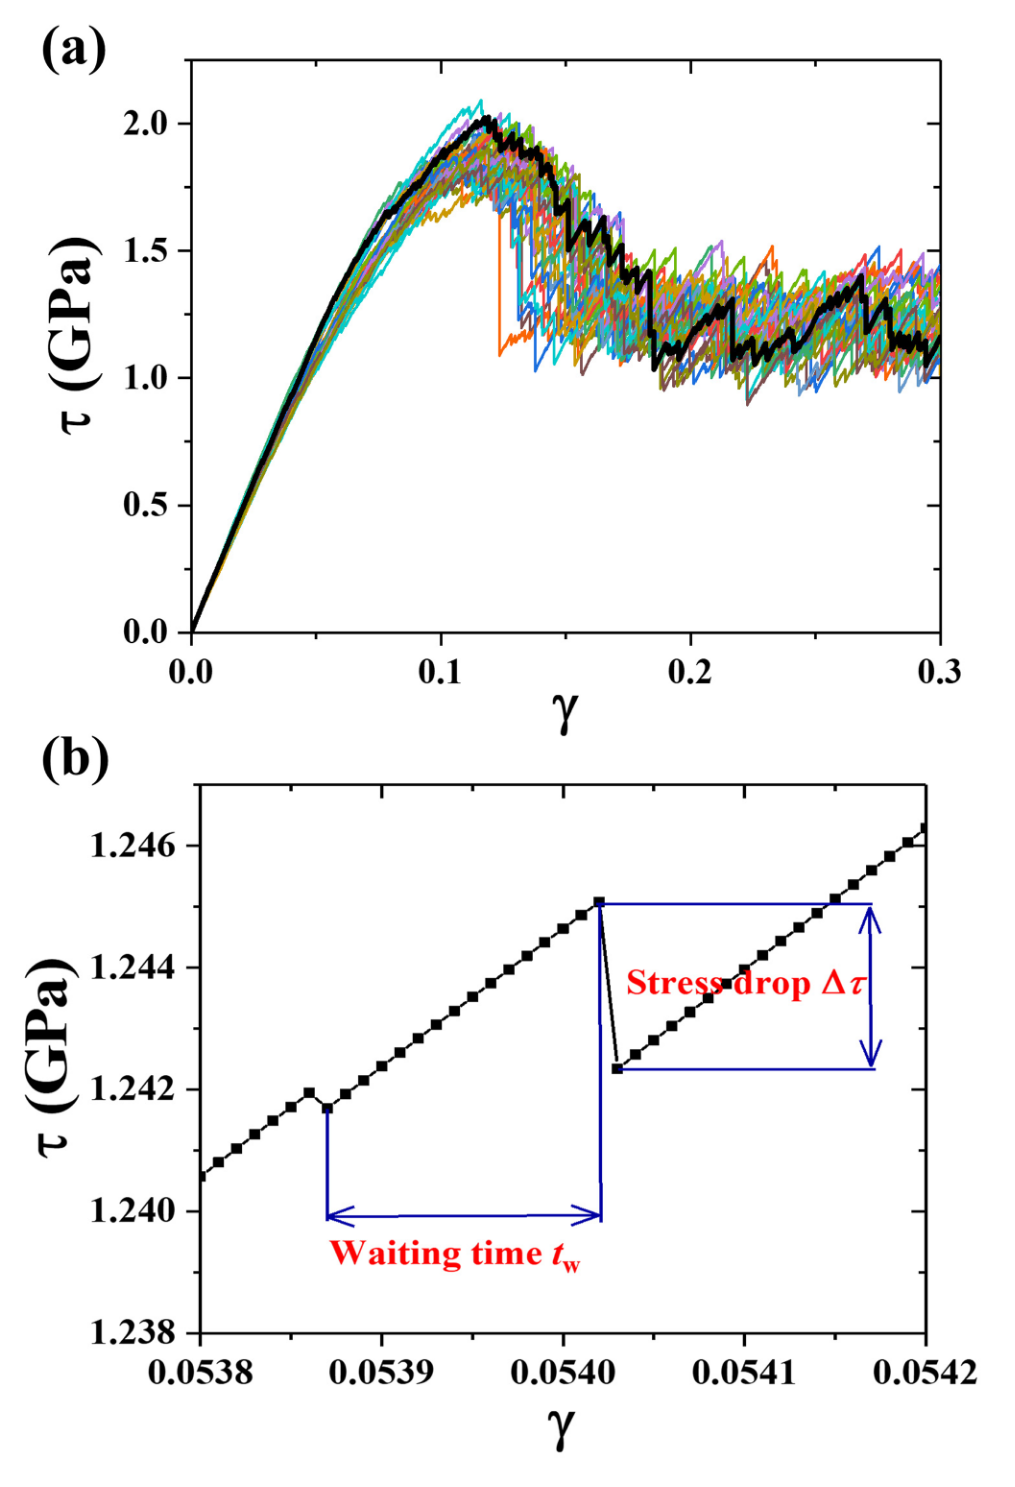 (a)
2.0
1.5
1.0
0.5
0.0
τ (GPa)
0.0 0.1 0.2 0.3
γ
(b)
1.246
1.244
1.242
1.240
1.238
τ (GPa)
Stress drop Δτ
Waiting time tw
0.0538 0.0539 0.0540 0.0541 0.0542
γ